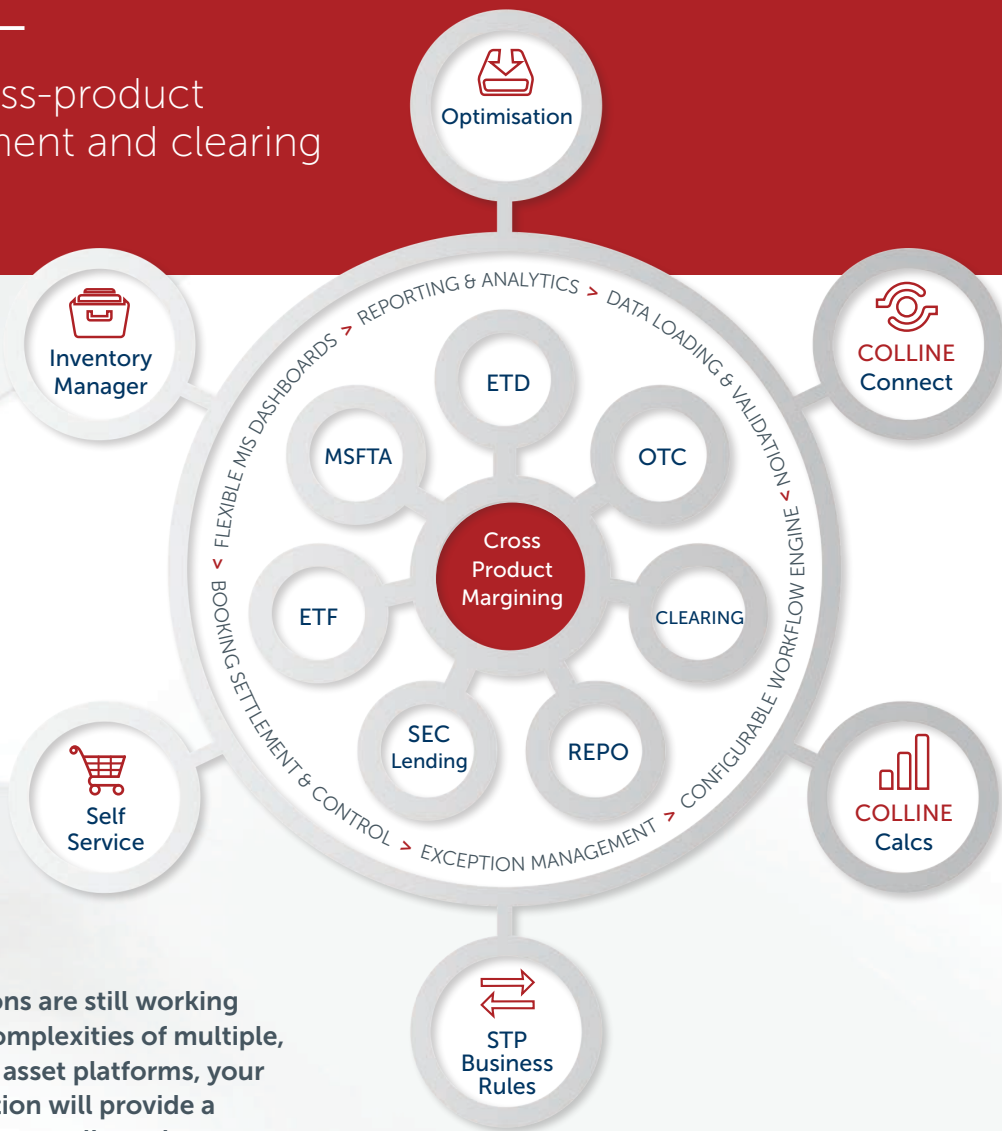 ss-product
ment and clearing
Optimisation
Inventory
Manager
COLLINE
Connect
REPORTING & ANALYTICS > DATA LOADING & VALIDATION > CONFIGURABLE WORKFLOW ENGINE > EXCEPTION MANAGEMENT > BOOKING SETTLEMENT & CONTROL > FLEXIBLE MIS DASHBOARDS >
ETD
MSFTA
OTC
Cross
Product
Margining
ETF
CLEARING
SEC
Lending
REPO
Self
Service
COLLINE
Calcs
STP
Business
Rules
ons are still working
omplexities of multiple,
asset platforms, your
tion will provide a